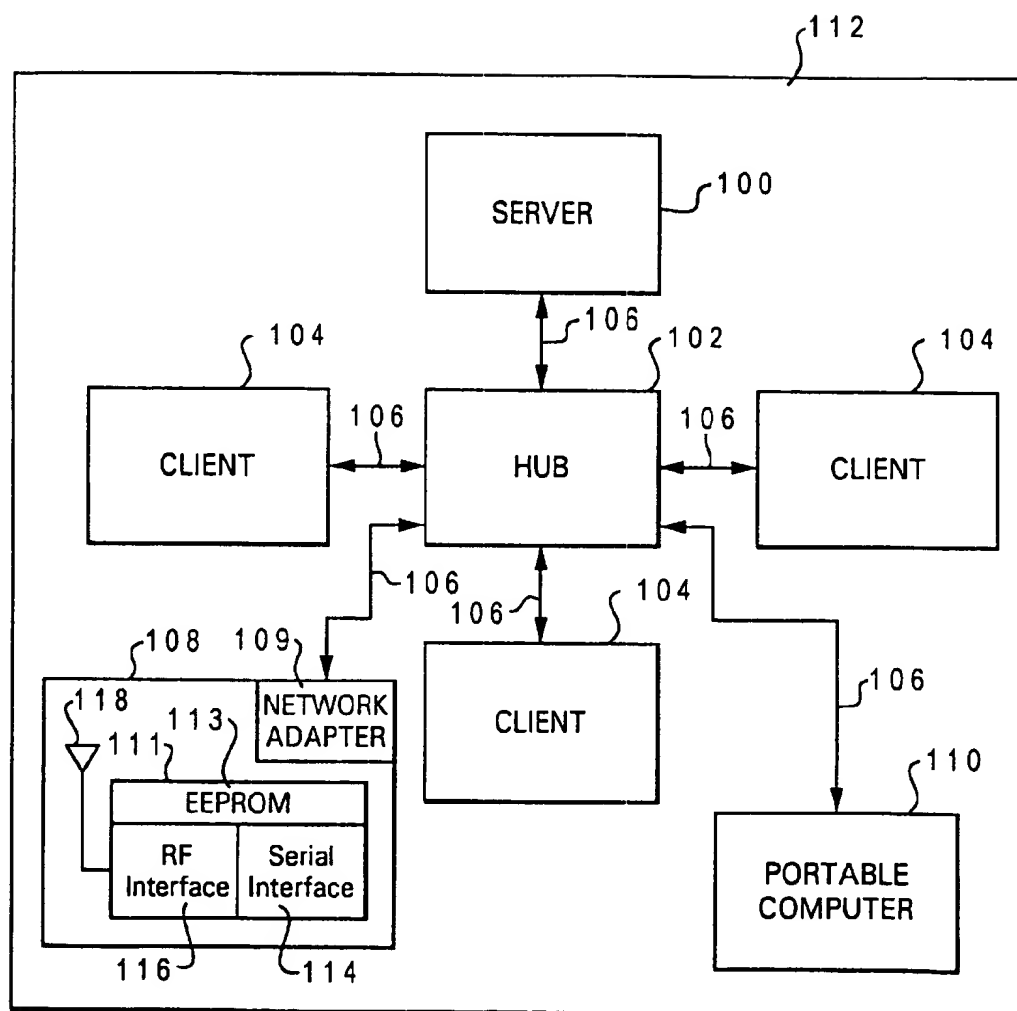 112
SERVER
100
106
104
102
104
CLIENT
106
HUB
106
CLIENT
106
106
104
108
109
118
113
111
NETWORK
ADAPTER
CLIENT
106
EEPROM
110
RF
Interface
Serial
Interface
PORTABLE
COMPUTER
116
114